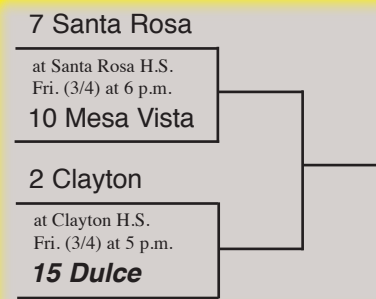 7 Santa Rosa
at Santa Rosa H.S.
Fri. (3/4) at 6 p.m.
10 Mesa Vista
2 Clayton
at Clayton H.S.
Fri. (3/4) at 5 p.m.
15 Dulce